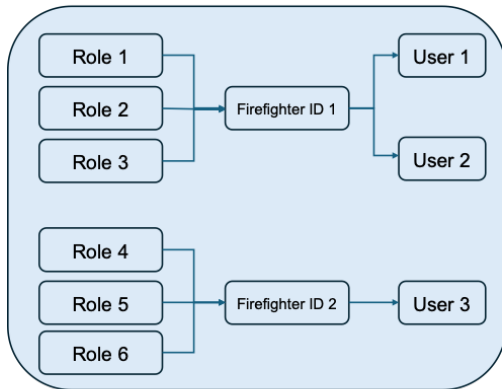 Role 1
Role 2
Role 3
Firefighter ID 1
User 1
User 2
Role 4
Role 5
Role 6
Firefighter ID 2
User 3